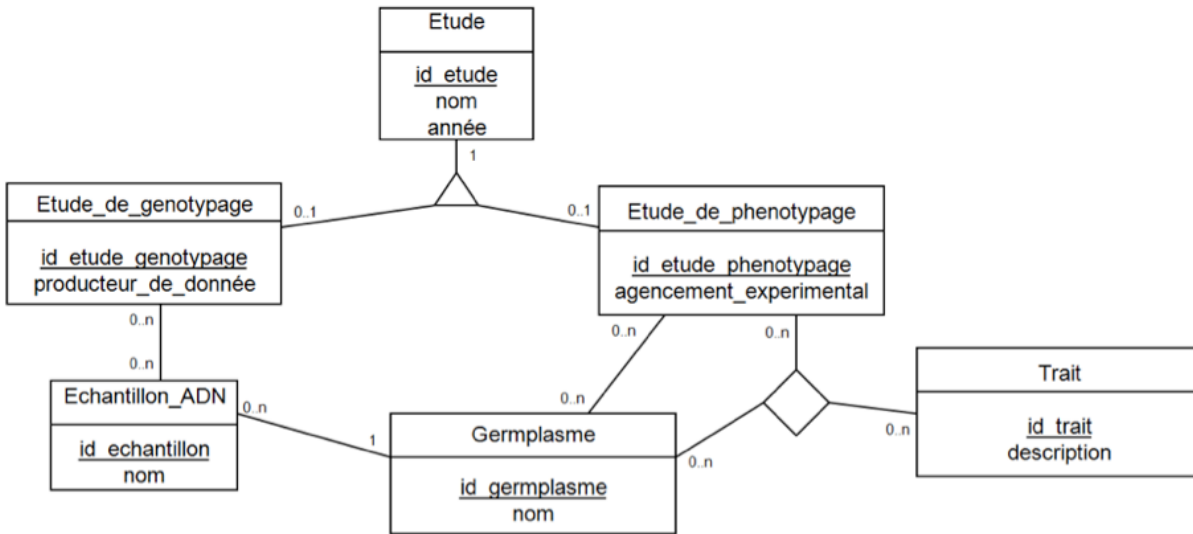 Etude
id_etude
nom
année
1
Etude_de_genotypage
id_etude_genotypage
producteur_de_donnée
0..1
0..1
Etude_de_phenotypage
id_etude_phenotypage
agencement_experimental
0..n
0..n
0..n
0..n
Echantillon_ADN
id_echantillon
nom
0..n
1
0..n
Germplasme
id_germplasme
nom
0..n
0..n
Trait
id_trait
description